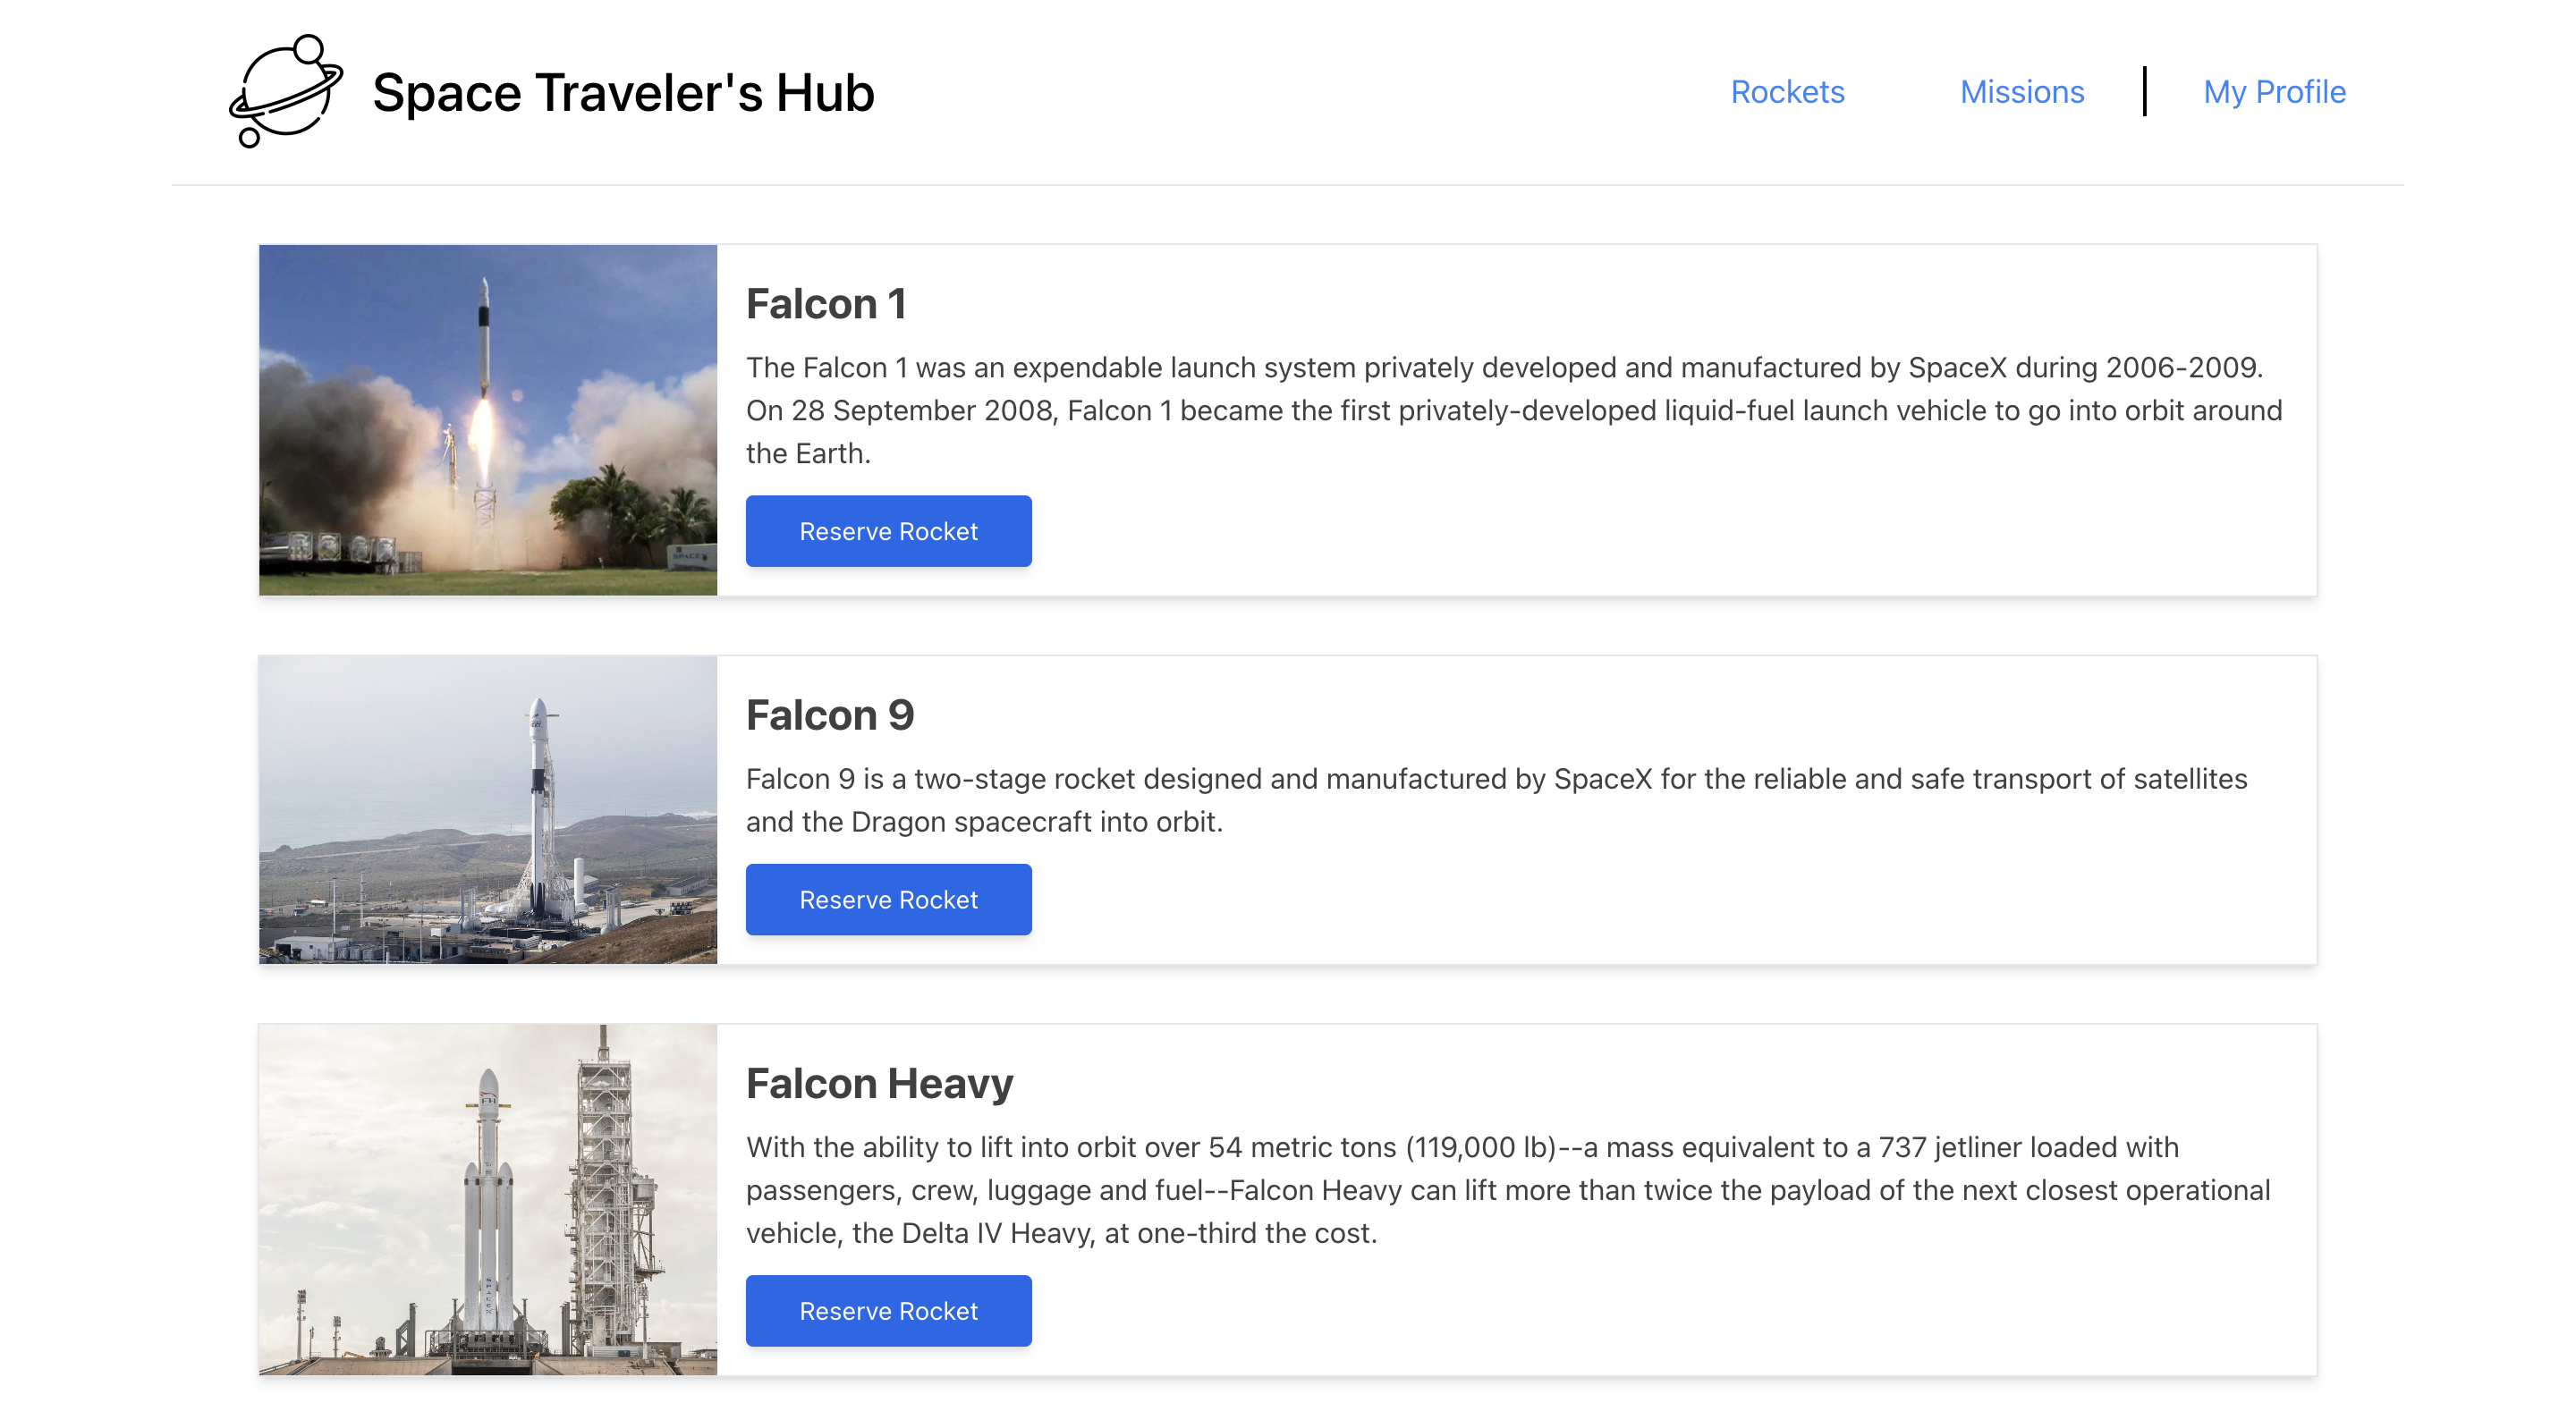 Space Traveler's Hub
Rockets
Missions
My Profile
Falcon 1
The Falcon 1 was an expendable launch system privately developed and manufactured by SpaceX during 2006-2009.
On 28 September 2008, Falcon 1 became the first privately-developed liquid-fuel launch vehicle to go into orbit around
the Earth.
Reserve Rocket
SPACEX
Falcon 9
Falcon 9 is a two-stage rocket designed and manufactured by SpaceX for the reliable and safe transport of satellites
and the Dragon spacecraft into orbit.
Reserve Rocket
Falcon Heavy
With the ability to lift into orbit over 54 metric tons (119,000 lb)--a mass equivalent to a 737 jetliner loaded with
passengers, crew, luggage and fuel--Falcon Heavy can lift more than twice the payload of the next closest operational
vehicle, the Delta IV Heavy, at one-third the cost.
Reserve Rocket
FH